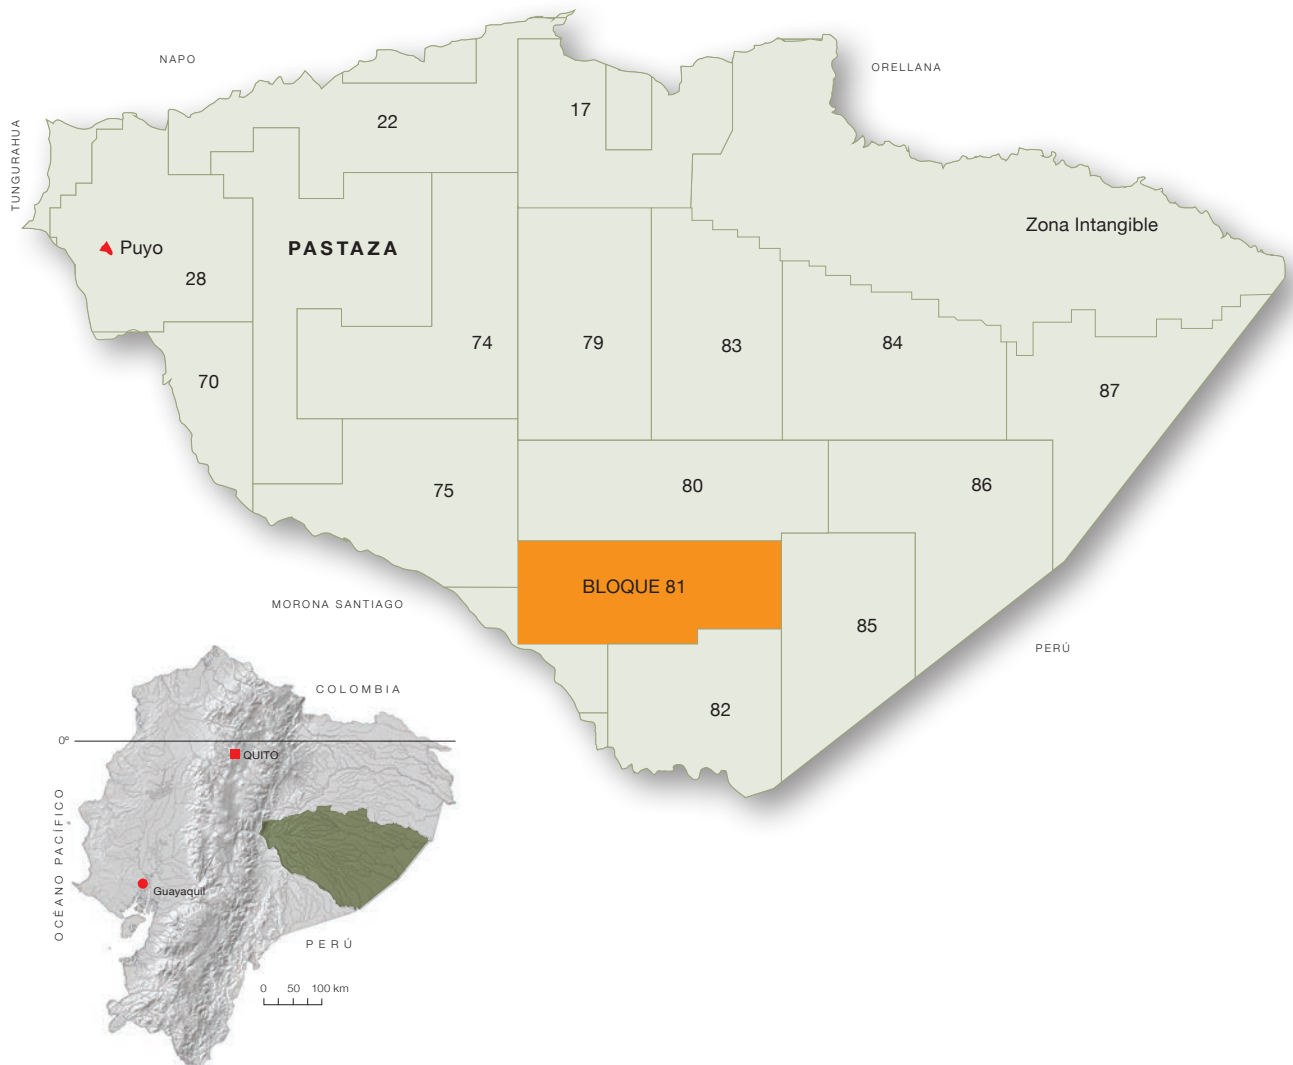 NAPO
ORELLANA
TUNGURAHUA
17
22
Zona Intangible
Puyo
PASTAZA
28
74
79
83
84
70
87
75
80
86
BLOQUE 81
MORONA SANTIAGO
85
PERÚ
82
COLOMBIA
0º
QUITO
OCÉANO PACÍFICO
Guayaquil
PERÚ
0 50 100 km